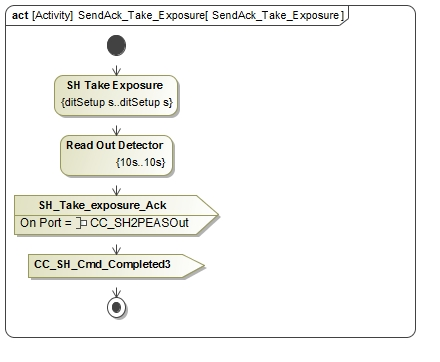 act [Activity] SendAck_Take_Exposure[ SendAck_Take_Exposure]
SH Take Exposure
{ditSetup s..ditSetup s}
Read Out Detector
{10s..10s}
SH_Take_exposure_Ack
On Port = CC_SH2PEASOut
CC_SH_Cmd_Completed3